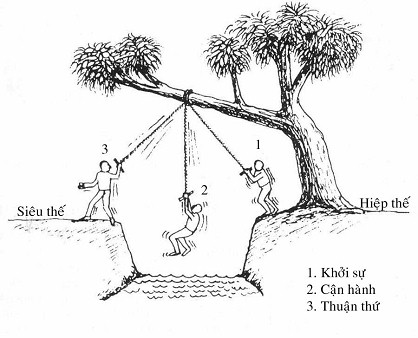 1
3
2
Siêu thế
Hiệp thế
1. Khởi sự
2. Cận hành
3. Thuận thứ